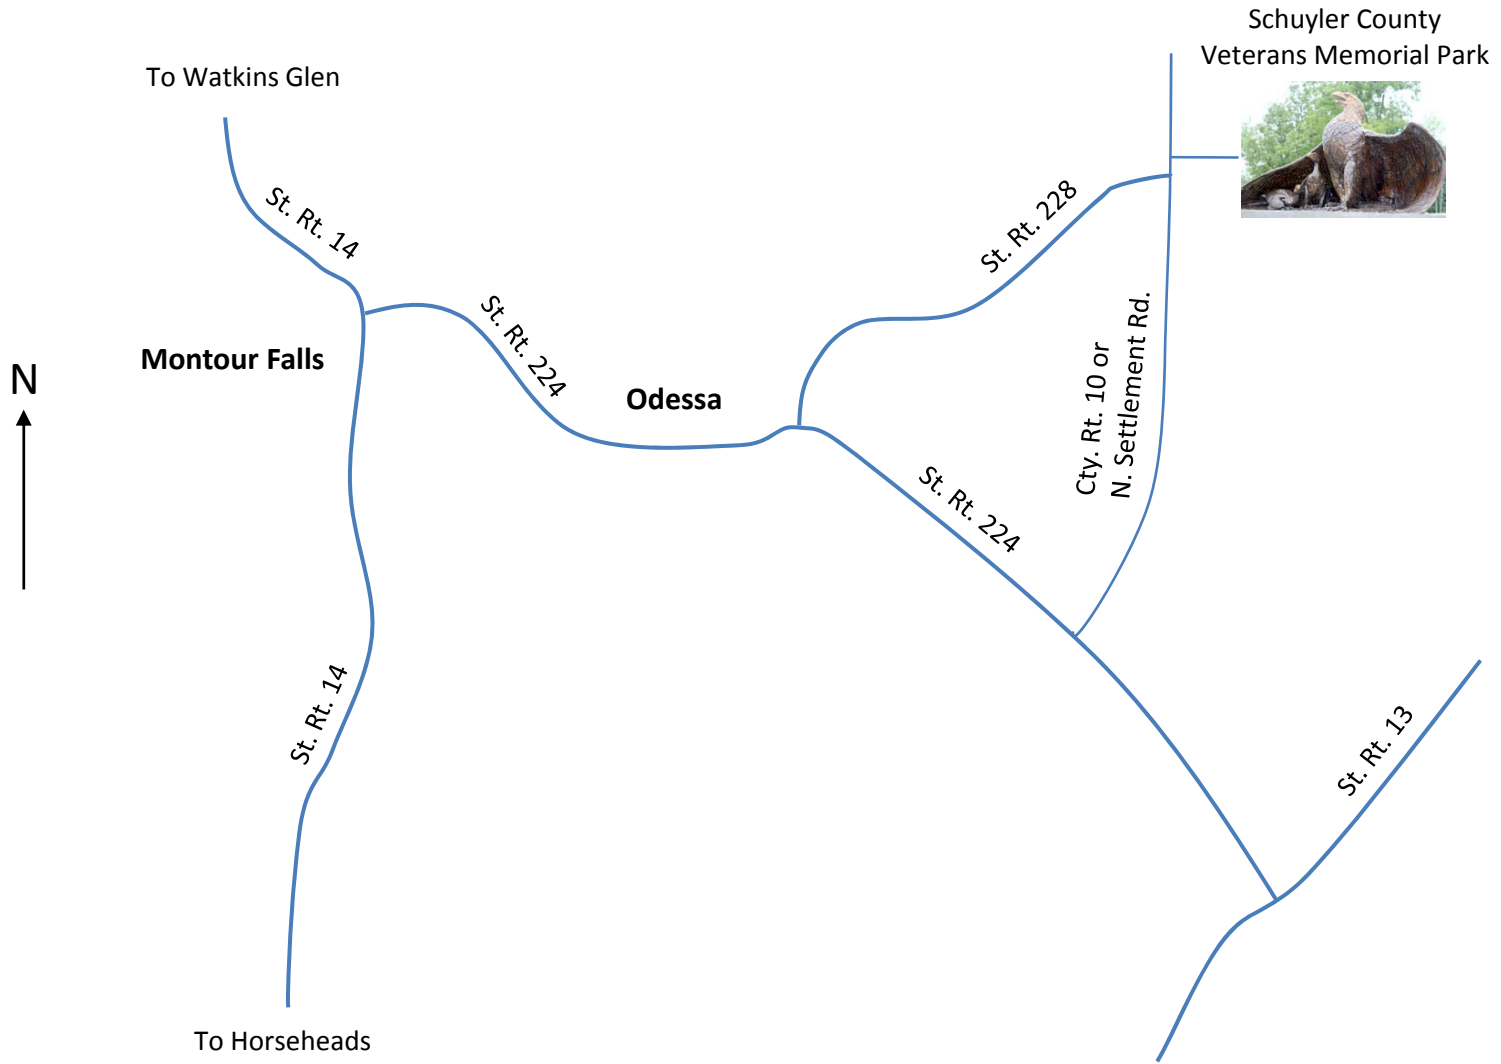 Schuyler County
Veterans Memorial Park
To Watkins Glen
St. Rt. 14
St. Rt. 228
St. Rt. 224
Cty. Rt. 10 or
N. Settlement Rd.
Montour Falls
N
Odessa
St. Rt. 224
St. Rt. 14
St. Rt. 13
To Horseheads